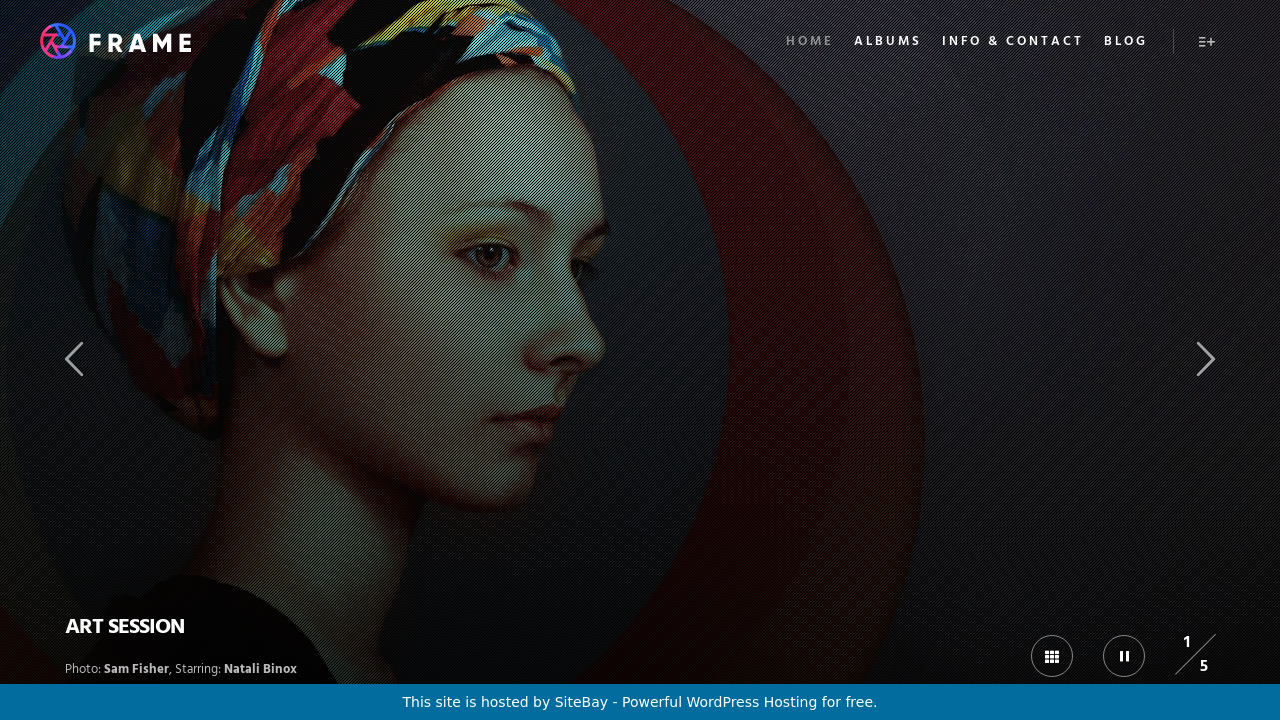 FRAME
HOME ALBUMS INFO & CONTACT BLOG
ART SESSION
Photo: Sam Fisher, Starring: Natali Binox
1
5
This site is hosted by SiteBay - Powerful WordPress Hosting for free.